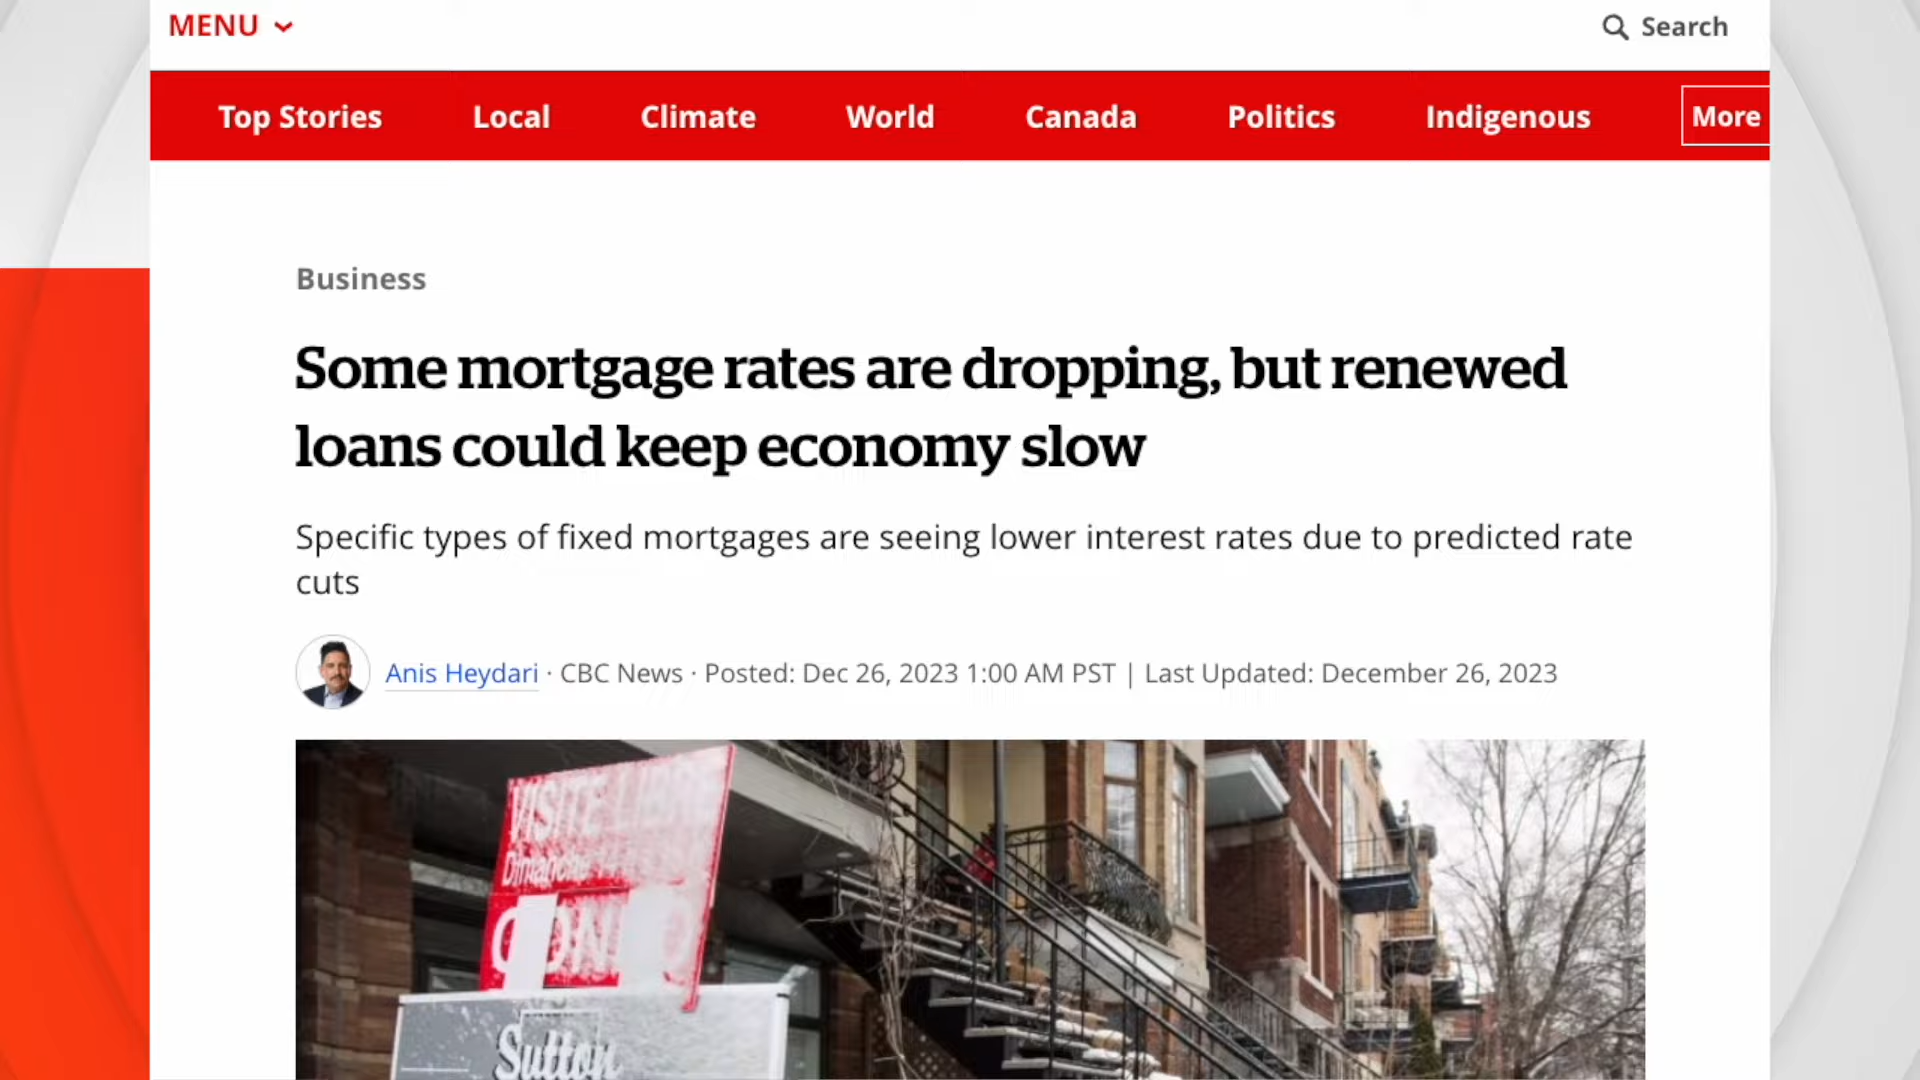 MENU
Search
Top Stories
Local
Climate
World
Canada
Politics
Indigenous
More
Business
Some mortgage rates are dropping, but renewed
loans could keep economy slow
Specific types of fixed mortgages are seeing lower interest rates due to predicted rate
cuts
Anis Heydari · CBC News · Posted: Dec 26, 2023 1:00 AM PST | Last Updated: December 26, 2023
VISITE LIBRE
Dimanche
Sutton